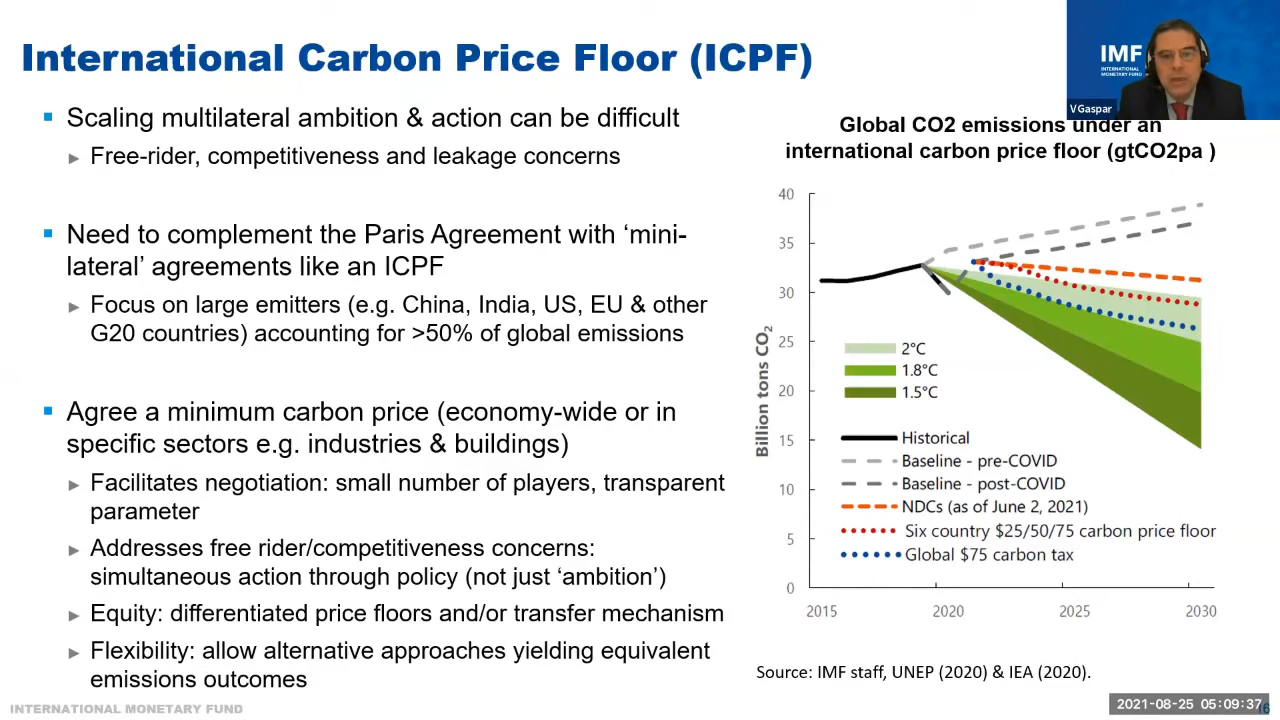 International Carbon Price Floor (ICPF)
IMF
INTERNATIONAL
MONETARY FUND
VGaspar
Scaling multilateral ambition & action can be difficult
Free-rider, competitiveness and leakage concerns
Need to complement the Paris Agreement with ‘mini-
lateral’ agreements like an ICPF
Focus on large emitters (e.g. China, India, US, EU & other
G20 countries) accounting for >50% of global emissions
Agree a minimum carbon price (economy-wide or in
specific sectors e.g. industries & buildings)
Facilitates negotiation: small number of players, transparent
parameter
Addresses free rider/competitiveness concerns:
simultaneous action through policy (not just ‘ambition’)
Equity: differentiated price floors and/or transfer mechanism
Flexibility: allow alternative approaches yielding equivalent
emissions outcomes
Global CO2 emissions under an
international carbon price floor (gtCO2pa )
Billion tons CO2
40
35
30
25
20
15
10
5
0
2015
2020
2025
2030
2°C
1.8°C
1.5°C
Historical
Baseline - pre-COVID
Baseline - post-COVID
NDCs (as of June 2, 2021)
Six country $25/50/75 carbon price floor
Global $75 carbon tax
Source: IMF staff, UNEP (2020) & IEA (2020).
INTERNATIONAL MONETARY FUND
2021-08-25 05:09:37
16